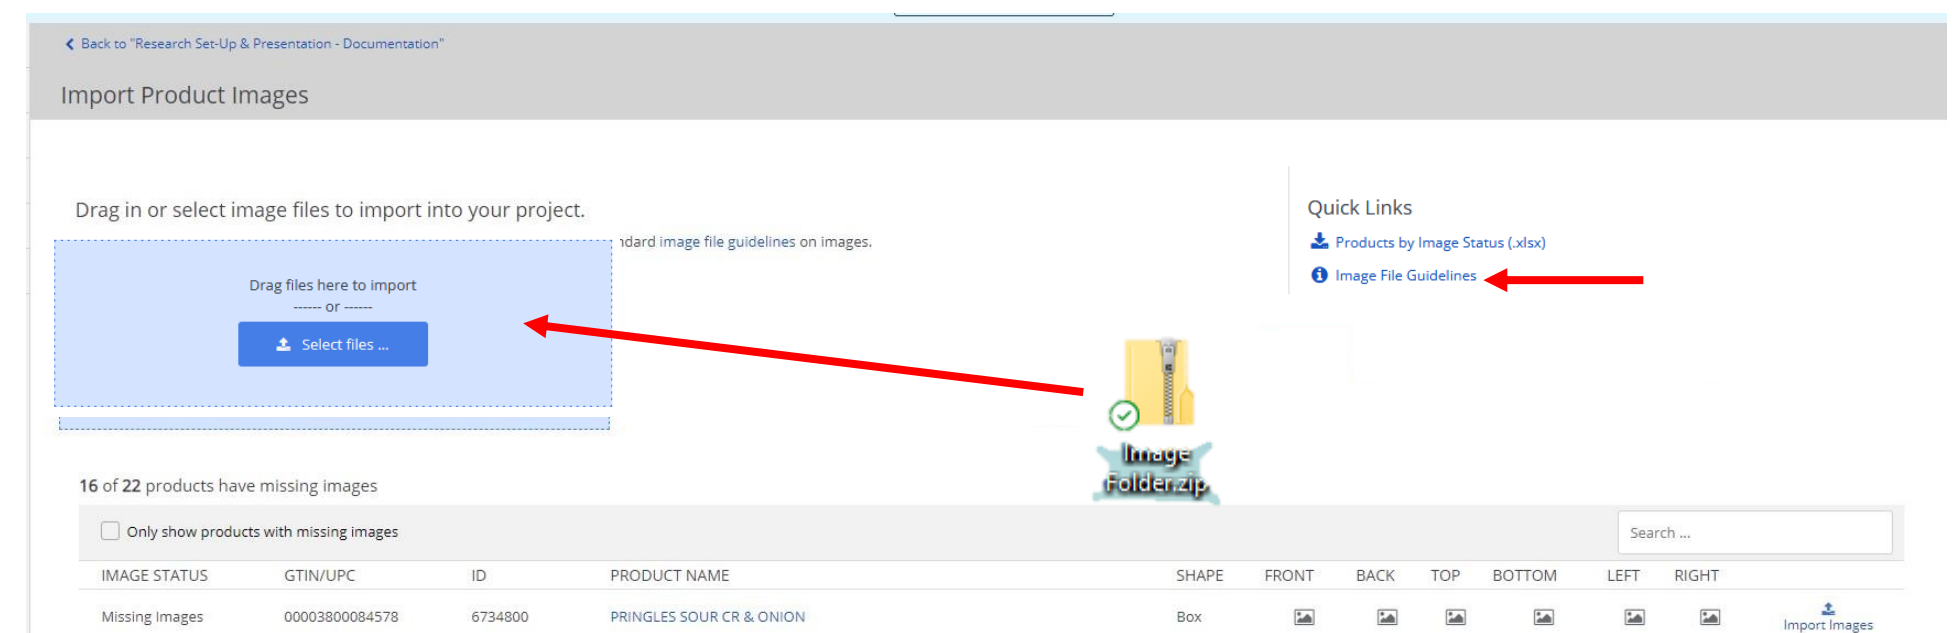 Back to "Research Set-Up & Presentation - Documentation"
Import Product Images
Drag in or select image files to import into your project.
image file guidelines on images.
Drag files here to import
------ or ------
Select files ...
Quick Links
Products by Image Status (.xlsx)
Image File Guidelines
Image
Folder.zip
16 of 22 products have missing images
Only show products with missing images
Search ...
IMAGE STATUS GTIN/UPC ID PRODUCT NAME SHAPE FRONT BACK TOP BOTTOM LEFT RIGHT
Missing Images 00003800084578 6734800 PRINGLES SOUR CR & ONION Box Import Images